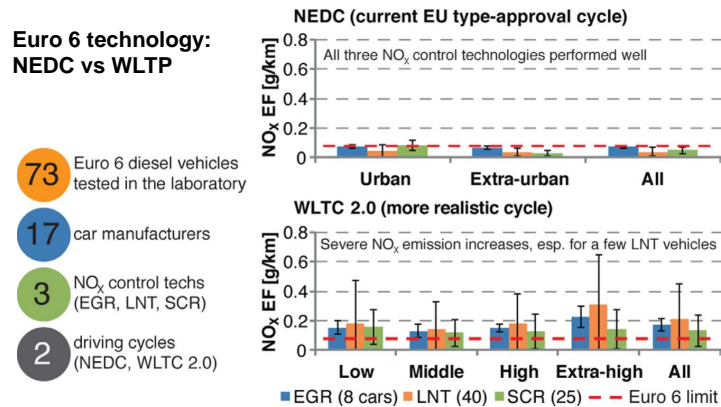 Euro 6 technology:
NEDC vs WLTP
73
Euro 6 diesel vehicles
tested in the laboratory
17
car manufacturers
3
NOx control techs
(EGR, LNT, SCR)
2
driving cycles
(NEDC, WLTC 2.0)
NEDC (current EU type-approval cycle)
All three NOx control technologies performed well
NOX EF [g/km]
0.8
0.6
0.4
0.2
0
Urban
Extra-urban
All
WLTC 2.0 (more realistic cycle)
Severe NOx emission increases, esp. for a few LNT vehicles
NOX EF [g/km]
0.8
0.6
0.4
0.2
0
Low
Middle
High
Extra-high
All
EGR (8 cars)
LNT (40)
SCR (25)
Euro 6 limit